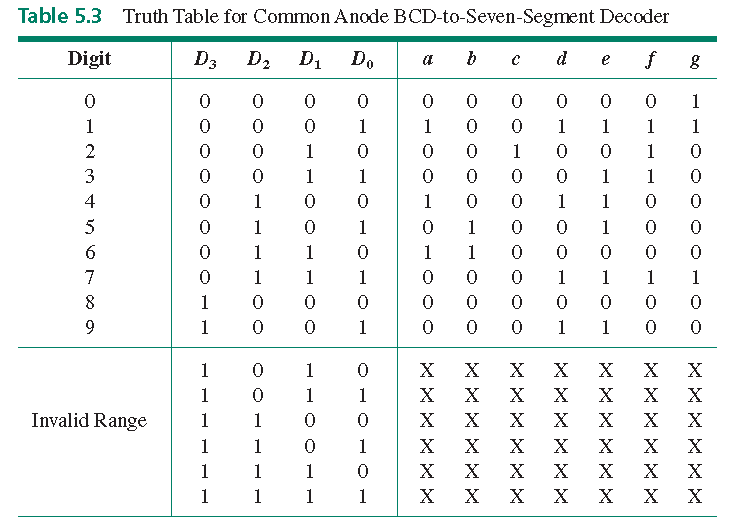 Table 5.3 Truth Table for Common Anode BCD-to-Seven-Segment Decoder
Digit D3 D2 D1 D0 a b c d e f g
0 0 0 0 0 0 0 0 0 0 0 1
1 0 0 0 1 1 0 0 1 1 1 1
2 0 0 1 0 0 0 1 0 0 1 0
3 0 0 1 1 0 0 0 0 1 1 0
4 0 1 0 0 1 0 0 1 1 0 0
5 0 1 0 1 0 1 0 0 1 0 0
6 0 1 1 0 1 1 0 0 0 0 0
7 0 1 1 1 0 0 0 1 1 1 1
8 1 0 0 0 0 0 0 0 0 0 0
9 1 0 0 1 0 0 0 1 1 0 0
1 0 1 0 X X X X X X X
1 0 1 1 X X X X X X X
Invalid Range 1 1 0 0 X X X X X X X
1 1 0 1 X X X X X X X
1 1 1 0 X X X X X X X
1 1 1 1 X X X X X X X